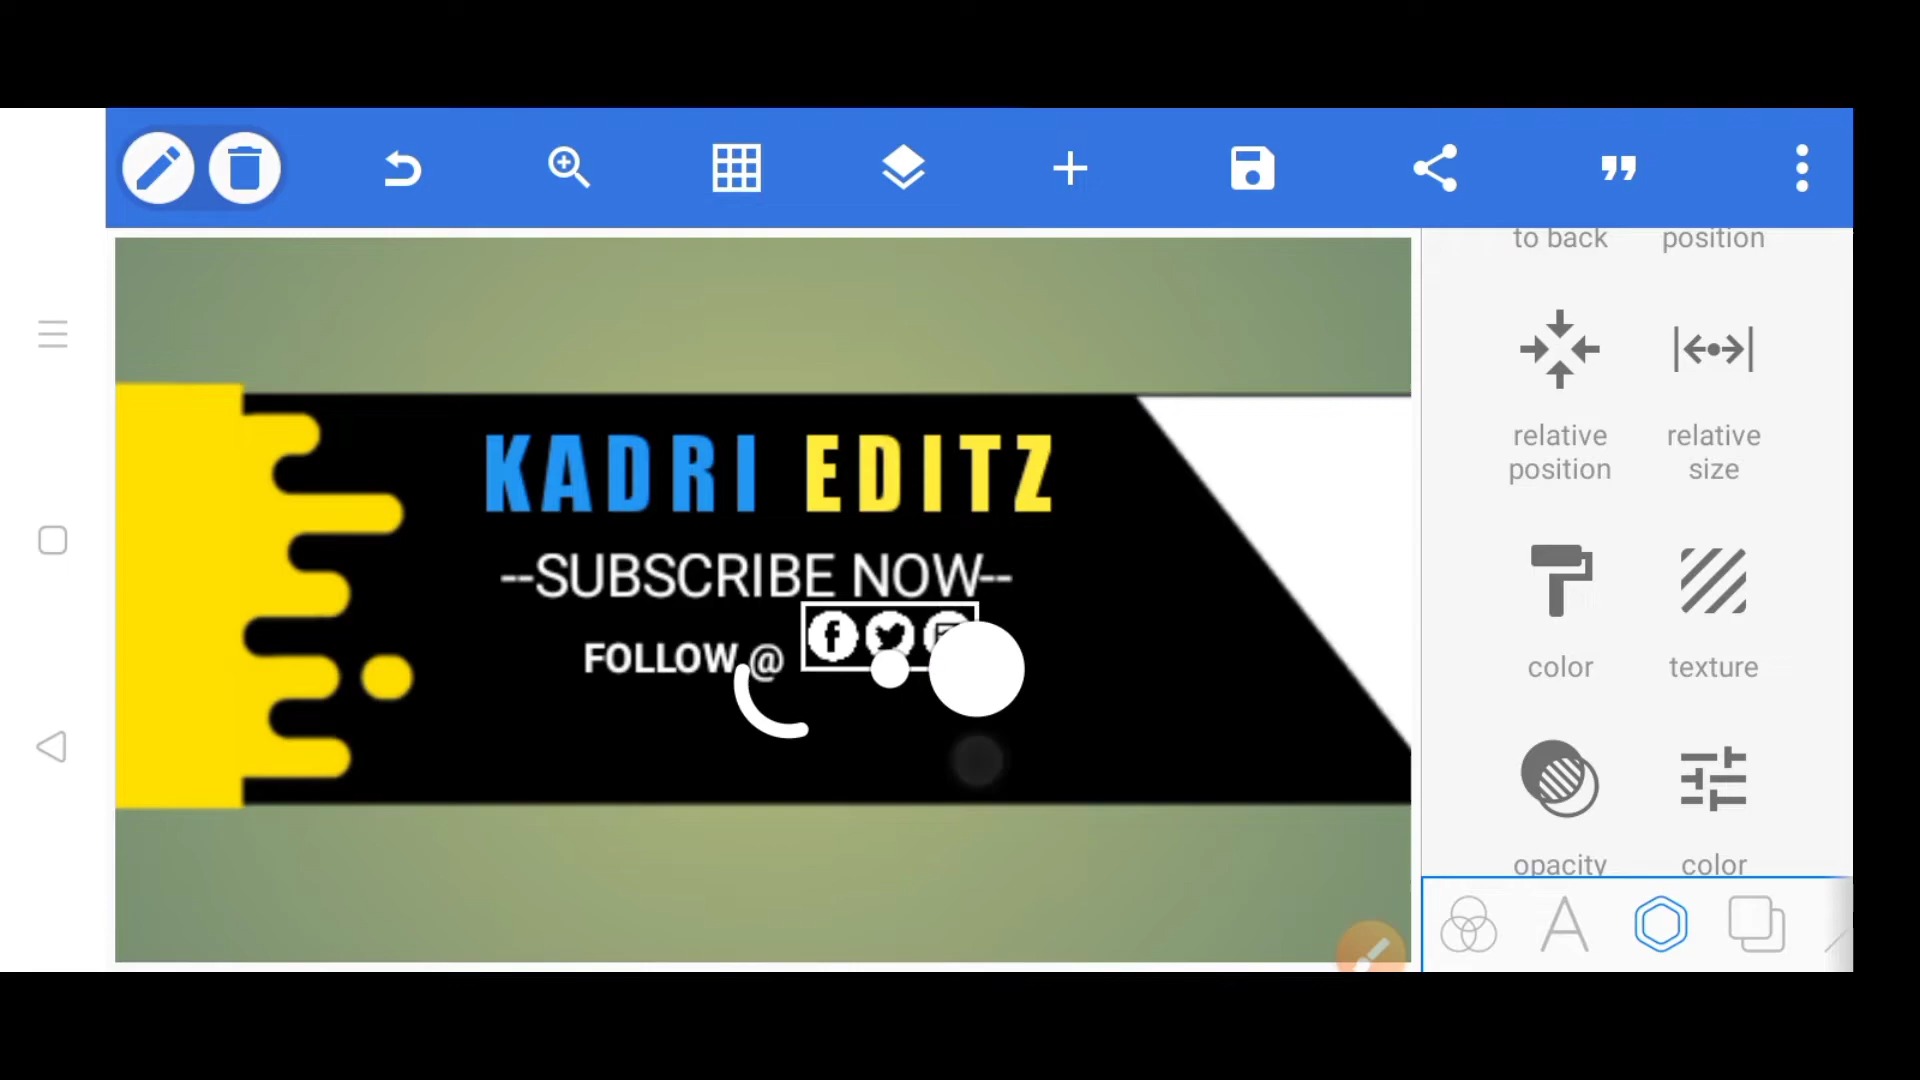 to back
position
KADRI EDITZ
--SUBSCRIBE NOW--
FOLLOW @
relative
position
relative
size
color
texture
opacity
color